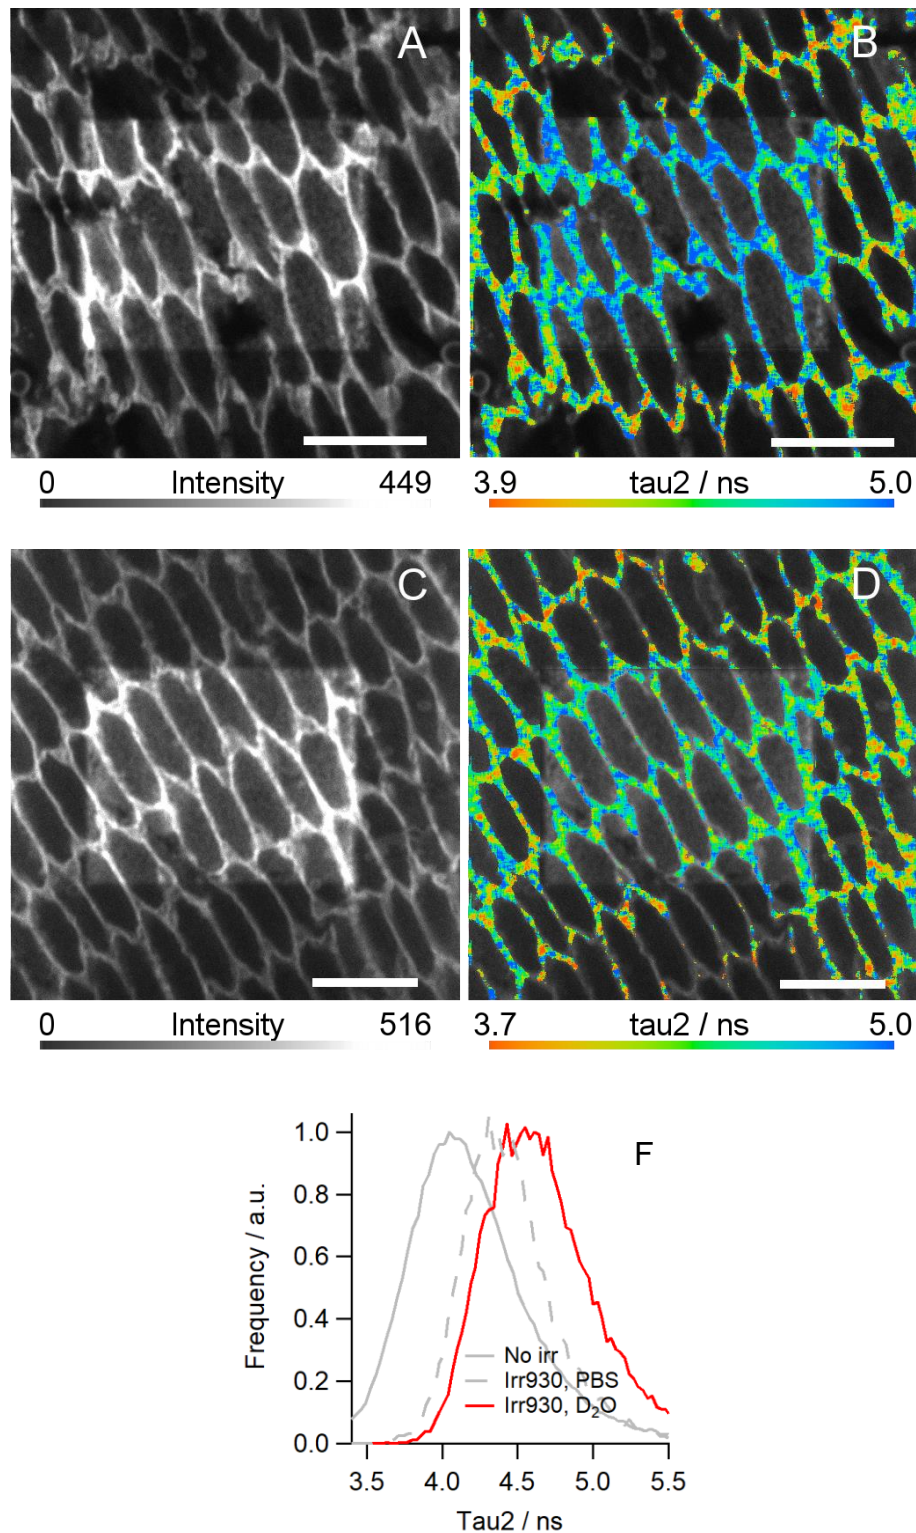 A
B
0 Intensity 449
3.9 tau2 / ns 5.0
C
D
0 Intensity 516
3.7 tau2 / ns 5.0
F
1.0
0.8
0.6
0.4
0.2
0.0
Frequency / a.u.
No irr
Irr930, PBS
Irr930, D₂O
3.5 4.0 4.5 5.0 5.5
Tau2 / ns